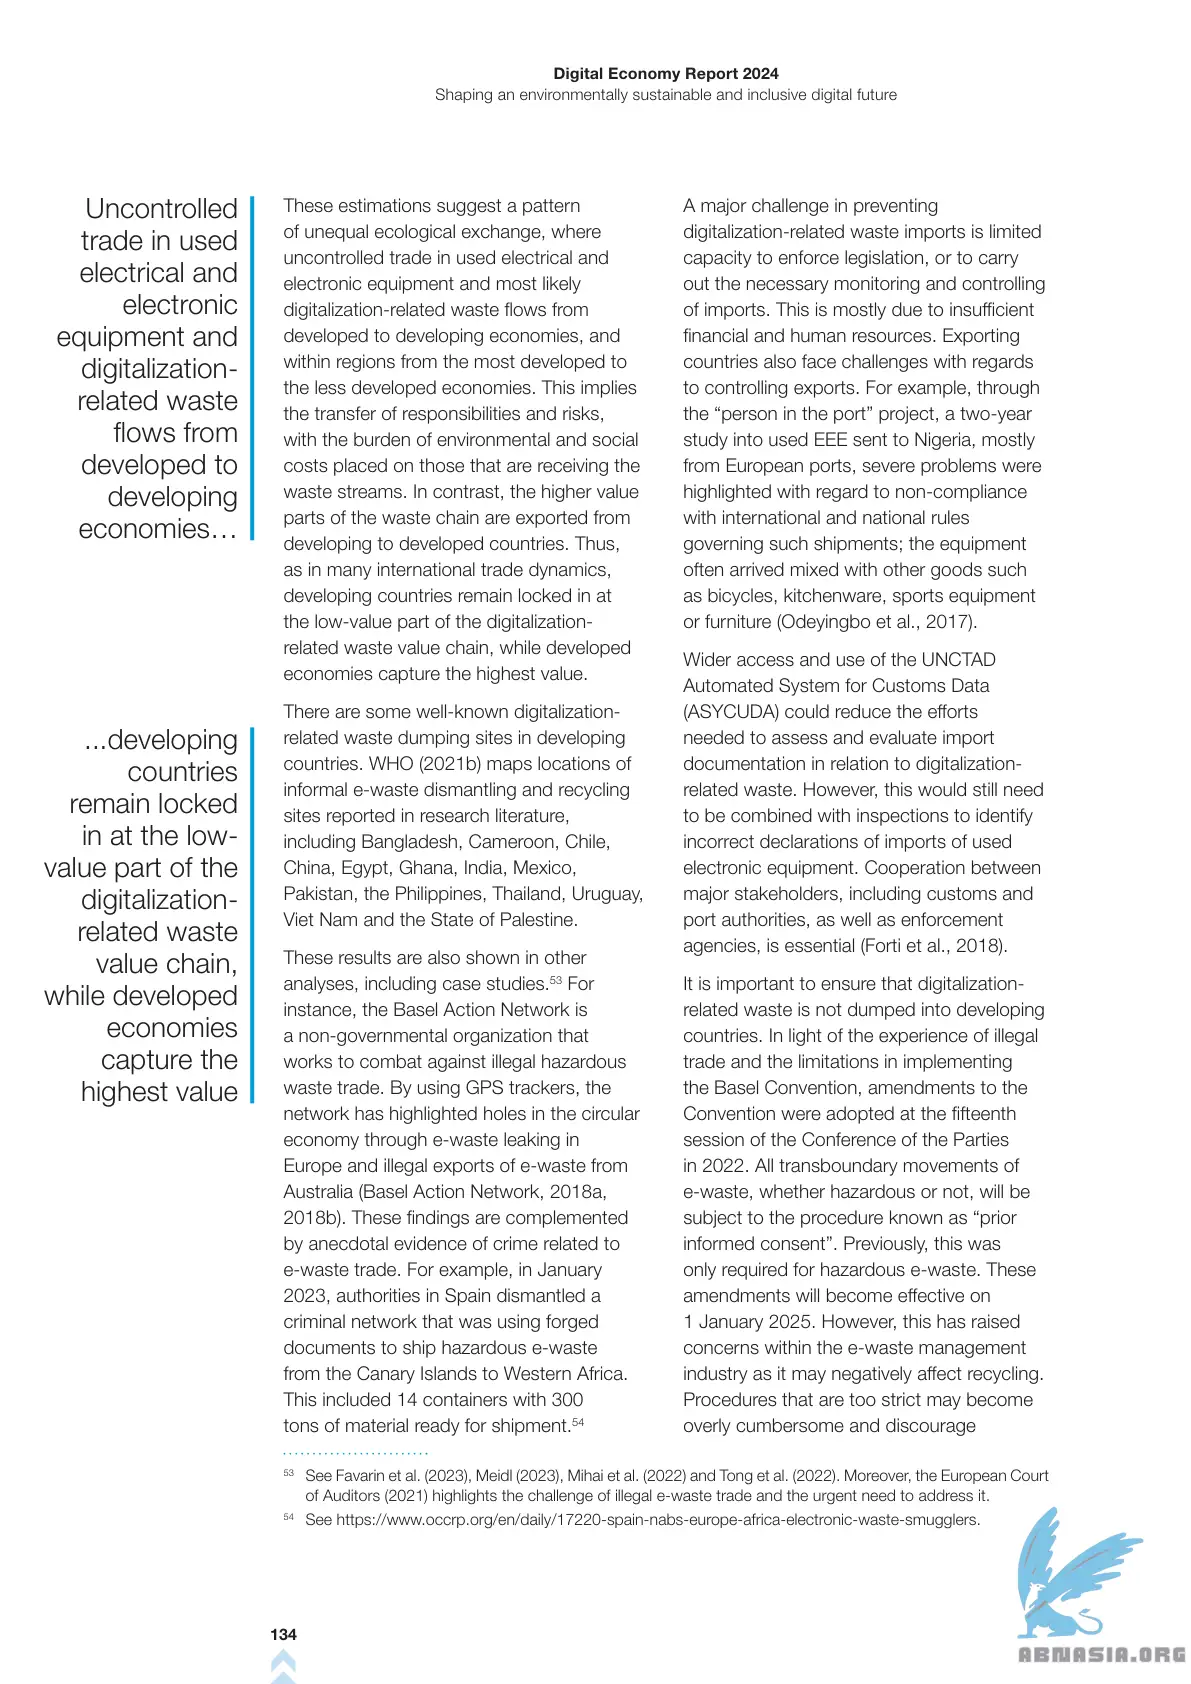 Digital Economy Report 2024
Shaping an environmentally sustainable and inclusive digital future
Uncontrolled
trade in used
electrical and
electronic
equipment and
digitalization-
related waste
flows from
developed to
developing
economies…
...developing
countries
remain locked
in at the low-
value part of the
digitalization-
related waste
value chain,
while developed
economies
capture the
highest value
These estimations suggest a pattern
of unequal ecological exchange, where
uncontrolled trade in used electrical and
electronic equipment and most likely
digitalization-related waste flows from
developed to developing economies, and
within regions from the most developed to
the less developed economies. This implies
the transfer of responsibilities and risks,
with the burden of environmental and social
costs placed on those that are receiving the
waste streams. In contrast, the higher value
parts of the waste chain are exported from
developing to developed countries. Thus,
as in many international trade dynamics,
developing countries remain locked in at
the low-value part of the digitalization-
related waste value chain, while developed
economies capture the highest value.
There are some well-known digitalization-
related waste dumping sites in developing
countries. WHO (2021b) maps locations of
informal e-waste dismantling and recycling
sites reported in research literature,
including Bangladesh, Cameroon, Chile,
China, Egypt, Ghana, India, Mexico,
Pakistan, the Philippines, Thailand, Uruguay,
Viet Nam and the State of Palestine.
These results are also shown in other
analyses, including case studies.53 For
instance, the Basel Action Network is
a non-governmental organization that
works to combat against illegal hazardous
waste trade. By using GPS trackers, the
network has highlighted holes in the circular
economy through e-waste leaking in
Europe and illegal exports of e-waste from
Australia (Basel Action Network, 2018a,
2018b). These findings are complemented
by anecdotal evidence of crime related to
e-waste trade. For example, in January
2023, authorities in Spain dismantled a
criminal network that was using forged
documents to ship hazardous e-waste
from the Canary Islands to Western Africa.
This included 14 containers with 300
tons of material ready for shipment.54
A major challenge in preventing
digitalization-related waste imports is limited
capacity to enforce legislation, or to carry
out the necessary monitoring and controlling
of imports. This is mostly due to insufficient
financial and human resources. Exporting
countries also face challenges with regards
to controlling exports. For example, through
the “person in the port” project, a two-year
study into used EEE sent to Nigeria, mostly
from European ports, severe problems were
highlighted with regard to non-compliance
with international and national rules
governing such shipments; the equipment
often arrived mixed with other goods such
as bicycles, kitchenware, sports equipment
or furniture (Odeyingbo et al., 2017).
Wider access and use of the UNCTAD
Automated System for Customs Data
(ASYCUDA) could reduce the efforts
needed to assess and evaluate import
documentation in relation to digitalization-
related waste. However, this would still need
to be combined with inspections to identify
incorrect declarations of imports of used
electronic equipment. Cooperation between
major stakeholders, including customs and
port authorities, as well as enforcement
agencies, is essential (Forti et al., 2018).
It is important to ensure that digitalization-
related waste is not dumped into developing
countries. In light of the experience of illegal
trade and the limitations in implementing
the Basel Convention, amendments to the
Convention were adopted at the fifteenth
session of the Conference of the Parties
in 2022. All transboundary movements of
e-waste, whether hazardous or not, will be
subject to the procedure known as “prior
informed consent”. Previously, this was
only required for hazardous e-waste. These
amendments will become effective on
1 January 2025. However, this has raised
concerns within the e-waste management
industry as it may negatively affect recycling.
Procedures that are too strict may become
overly cumbersome and discourage
53 See Favarin et al. (2023), Meidl (2023), Mihai et al. (2022) and Tong et al. (2022). Moreover, the European Court
of Auditors (2021) highlights the challenge of illegal e-waste trade and the urgent need to address it.
54 See https://www.occrp.org/en/daily/17220-spain-nabs-europe-africa-electronic-waste-smugglers.
134
ABNASIA.ORG